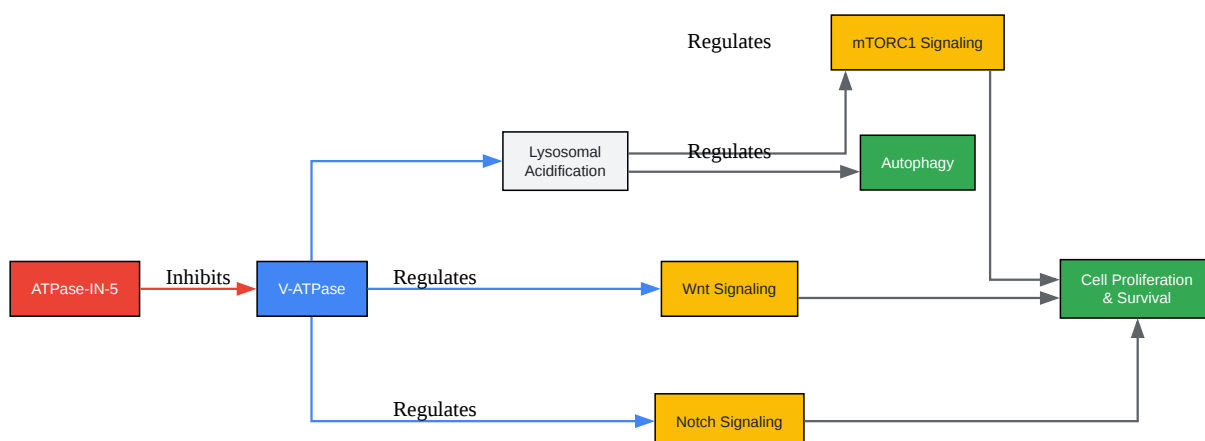 Regulates
mTORC1 Signaling
Lysosomal
Acidification
Regulates
Autophagy
ATPase-IN-5
Inhibits
V-ATPase
Regulates
Wnt Signaling
Cell Proliferation
& Survival
Regulates
Notch Signaling